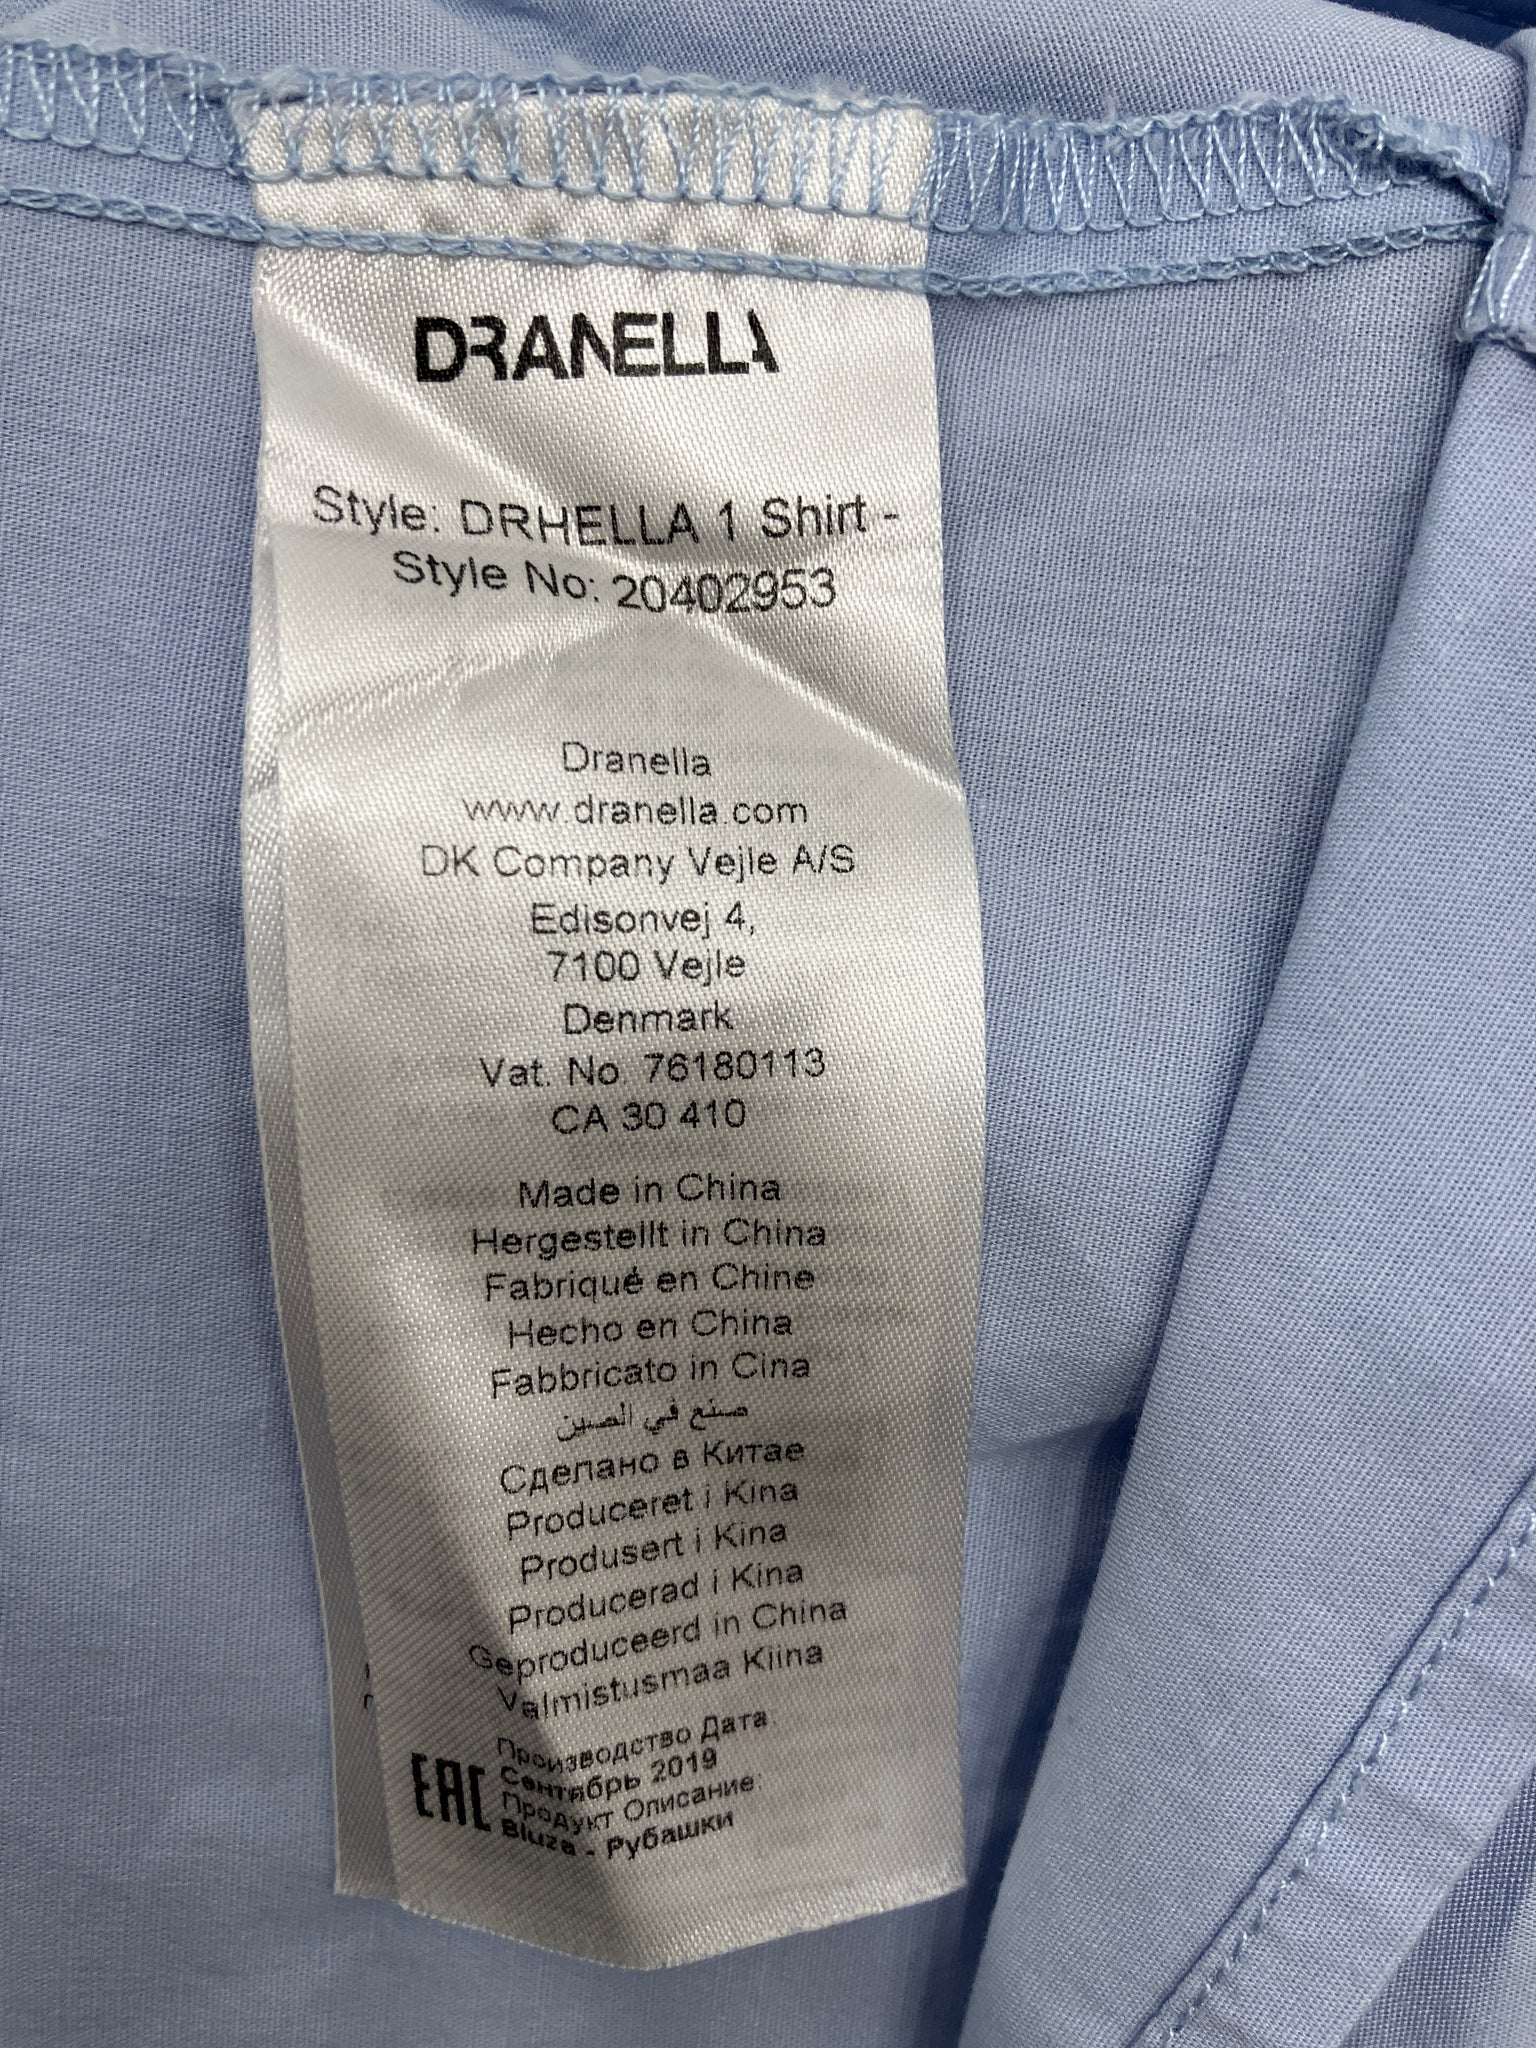 DRANELLA
Style: DRHELLA 1 Shirt -
Style No: 20402953
Dranella
www.dranella.com
DK Company Vejle A/S
Edisonvej 4,
7100 Vejle
Denmark
Vat. No. 76180113
CA 30 410
Made in China
Hergestellt in China
Fabriqué en Chine
Hecho en China
Fabbricato in Cina
صنع في الصين
Сделано в Китае
Produceret i Kina
Produsert i Kina
Producerad i Kina
Geproduceerd in China
Valmistusmaa Kiina
Производство Дата:
Сентябрь 2019
Продукт Описание:
Bluza - Рубашки
EAC